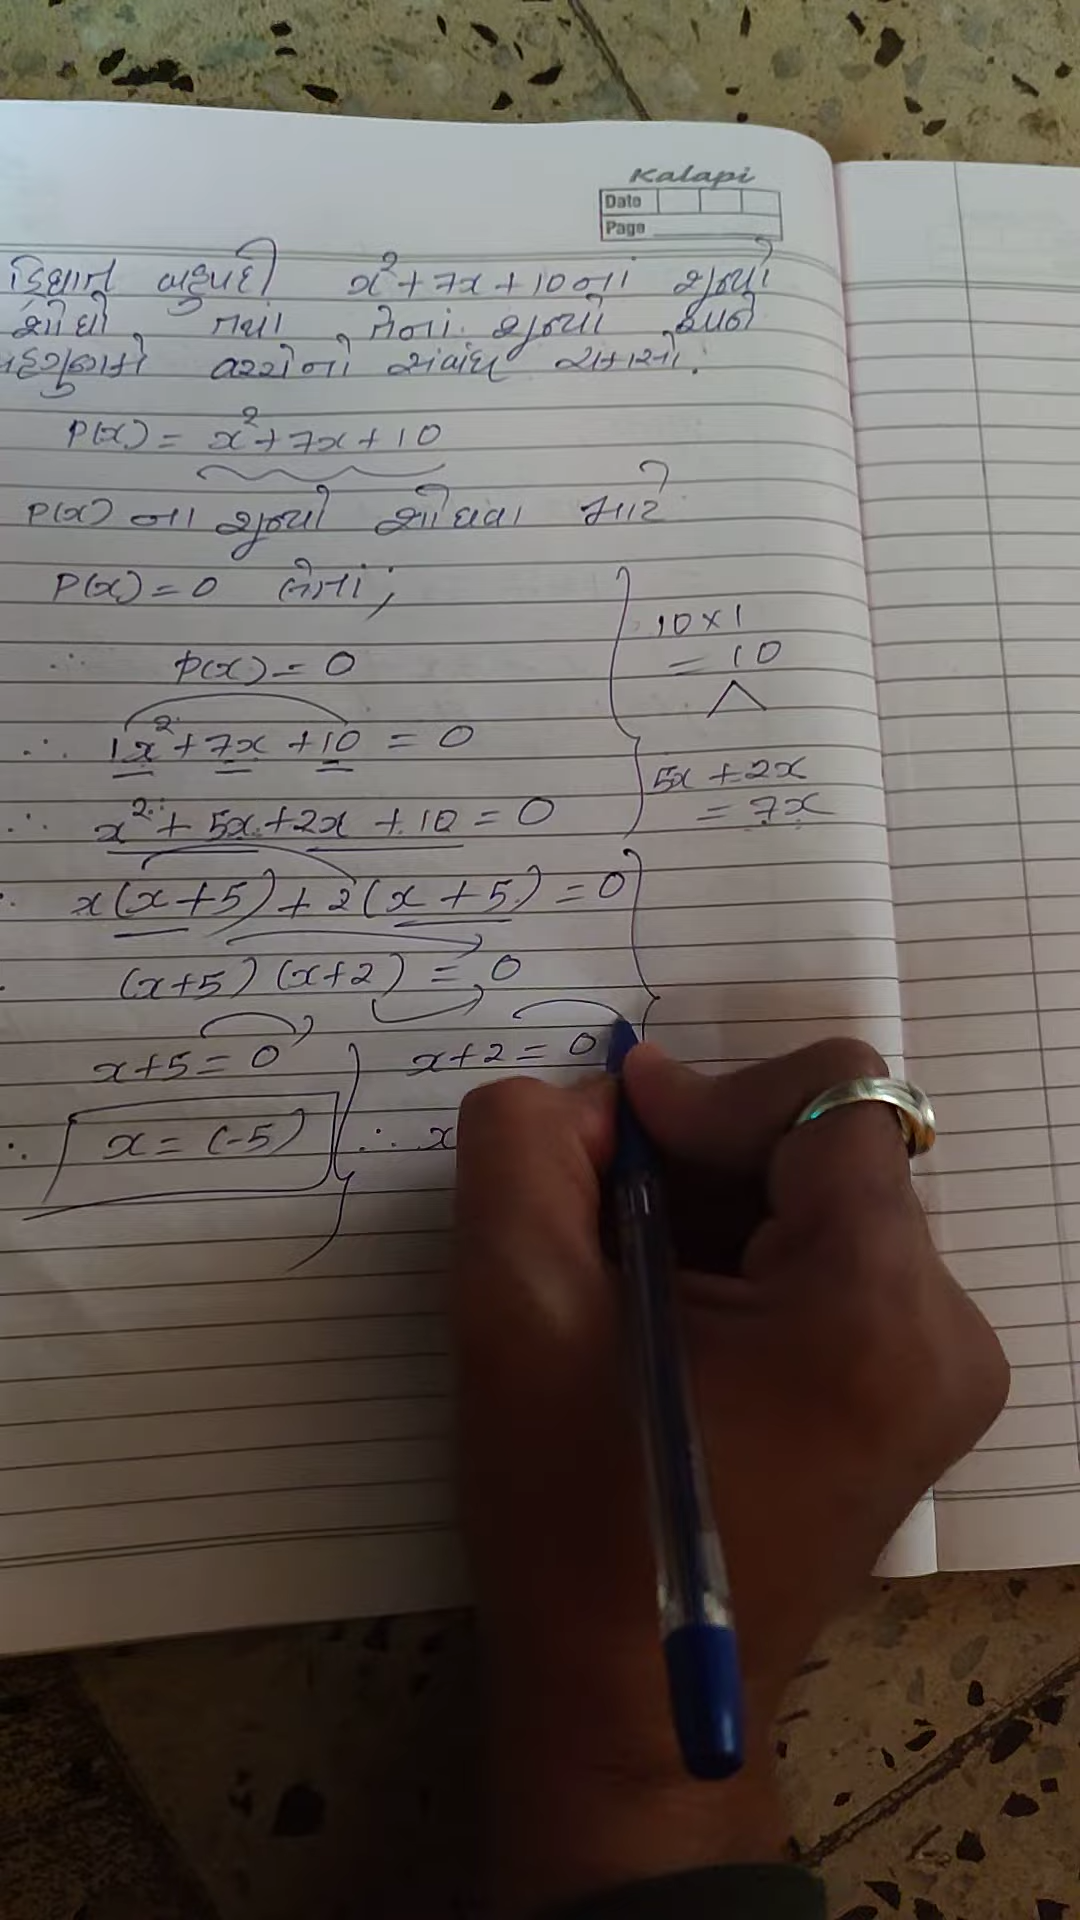 Kalapi
Date
Page
દ્વિઘાત બહુપદી x²+7x+10નાં શૂન્યો
શોધો તથા તેનાં શૂન્યો અને
સહગુણકો વચ્ચેનો સંબંધ ચકાસો.
P(x) = x²+7x+10
P(x) ના શૂન્યો શોધવા માટે
P(x) = 0 લેતાં;
∴ P(x) = 0
∴ 1x²+7x+10 = 0
∴ x²+5x+2x+10 = 0
x(x+5)+2(x+5) = 0
(x+5)(x+2) = 0
x+5 = 0
∴ x = (-5)
x+2 = 0
∴ x
10×1
= 10
5x+2x
= 7x